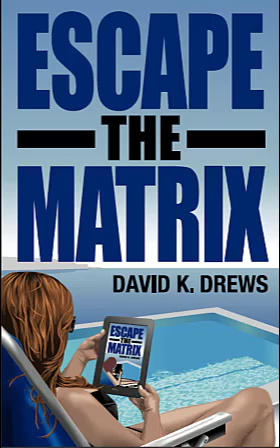 ESCAPE
THE
MATRIX
DAVID K. DREWS
ESCAPE
THE
MATRIX